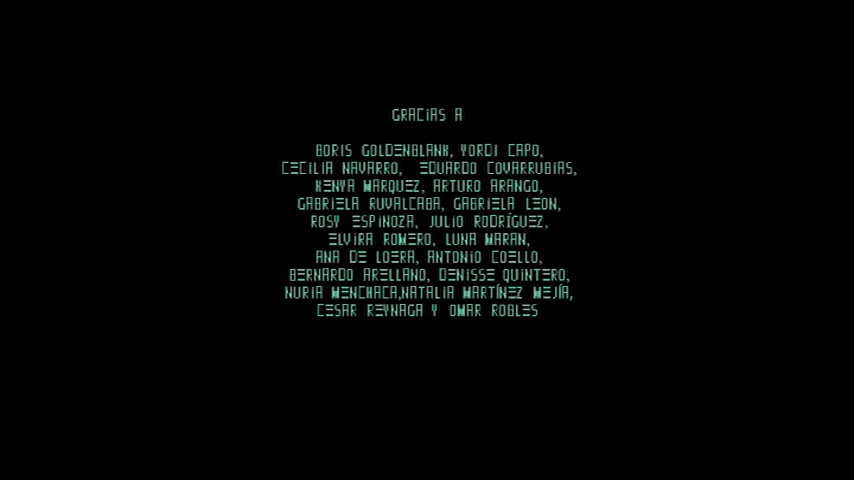 GRACIAS A
BORIS GOLDENBLANK, YORDI CAPO,
CECILIA NAVARRO, EDUARDO COVARRUBIAS,
KENYA MARQUEZ, ARTURO ARANGO,
GABRIELA RUVALCABA, GABRIELA LEON,
ROSY ESPINOZA, JULIO RODRÍGUEZ,
ELVIRA ROMERO, LUNA MARAN,
ANA DE LOERA, ANTONIO COELLO,
BERNARDO ARELLANO, DENISSE QUINTERO,
NURIA MENCHACA,NATALIA MARTÍNEZ MEJÍA,
CESAR REYNAGA Y OMAR ROBLES